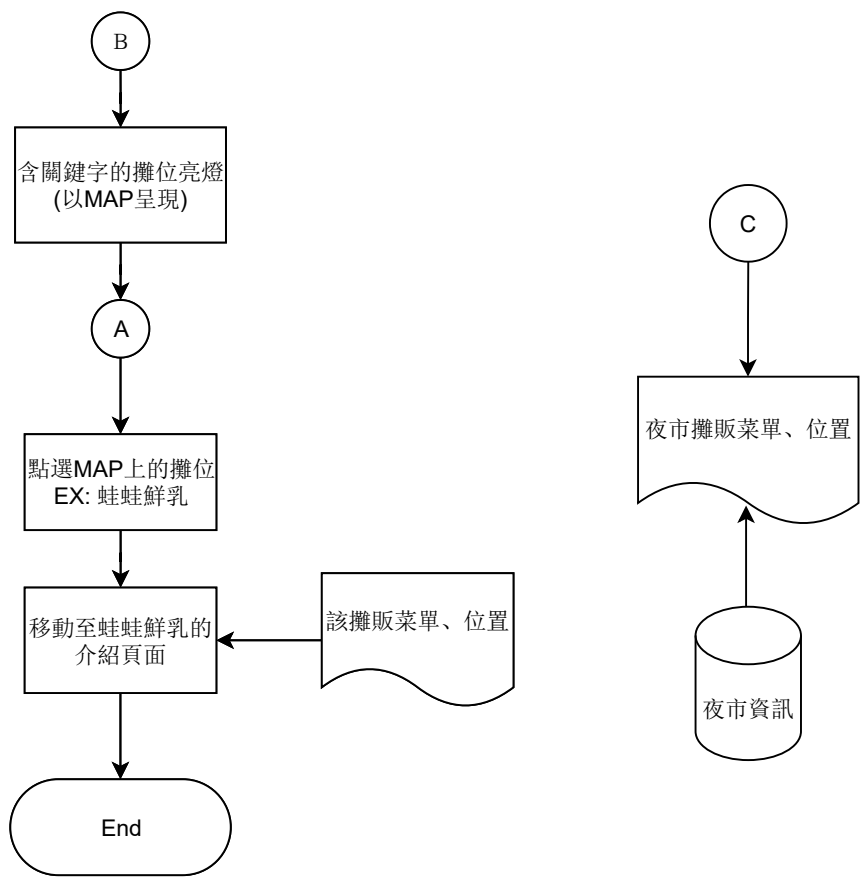 B
含關鍵字的攤位亮燈
(以MAP呈現)
A
點選MAP上的攤位
EX: 蛙蛙鮮乳
移動至蛙蛙鮮乳的
介紹頁面
該攤販菜單、位置
End
C
夜市攤販菜單、位置
夜市資訊